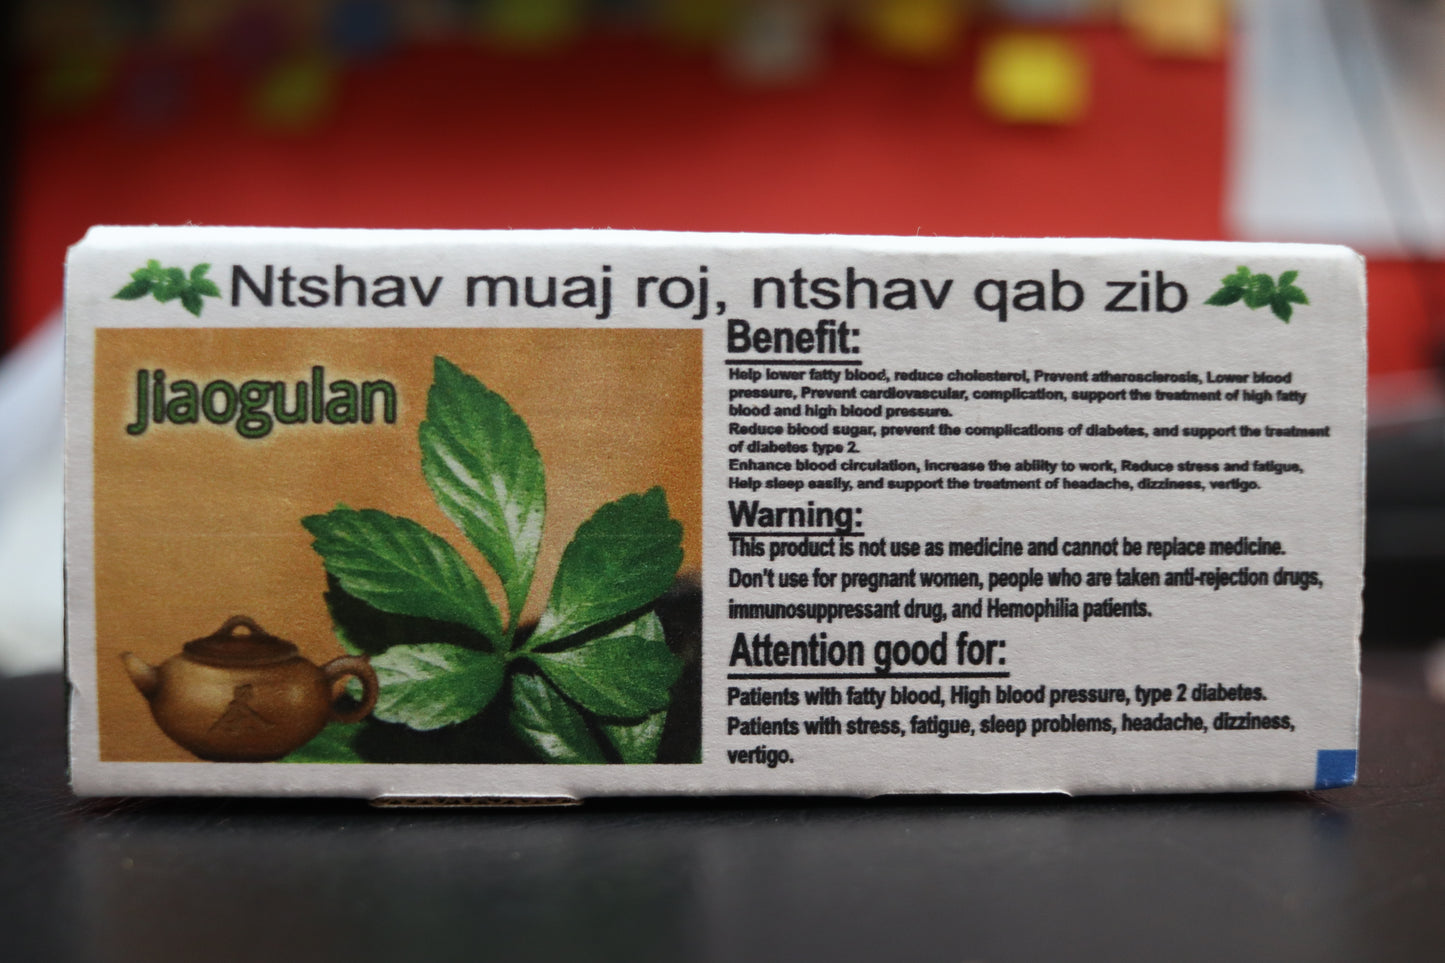 Ntshav muaj roj, ntshav qab zib
Jiaogulan
Benefit:
Help lower fatty blood, reduce cholesterol, Prevent atherosclerosis, Lower blood
pressure, Prevent cardiovascular, complication, support the treatment of high fatty
blood and high blood pressure.
Reduce blood sugar, prevent the complications of diabetes, and support the treatment
of diabetes type 2.
Enhance blood circulation, increase the ability to work, Reduce stress and fatigue,
Help sleep easily, and support the treatment of headache, dizziness, vertigo.
Warning:
This product is not use as medicine and cannot be replace medicine.
Don't use for pregnant women, people who are taken anti-rejection drugs,
immunosuppressant drug, and Hemophilia patients.
Attention good for:
Patients with fatty blood, High blood pressure, type 2 diabetes.
Patients with stress, fatigue, sleep problems, headache, dizziness,
vertigo.